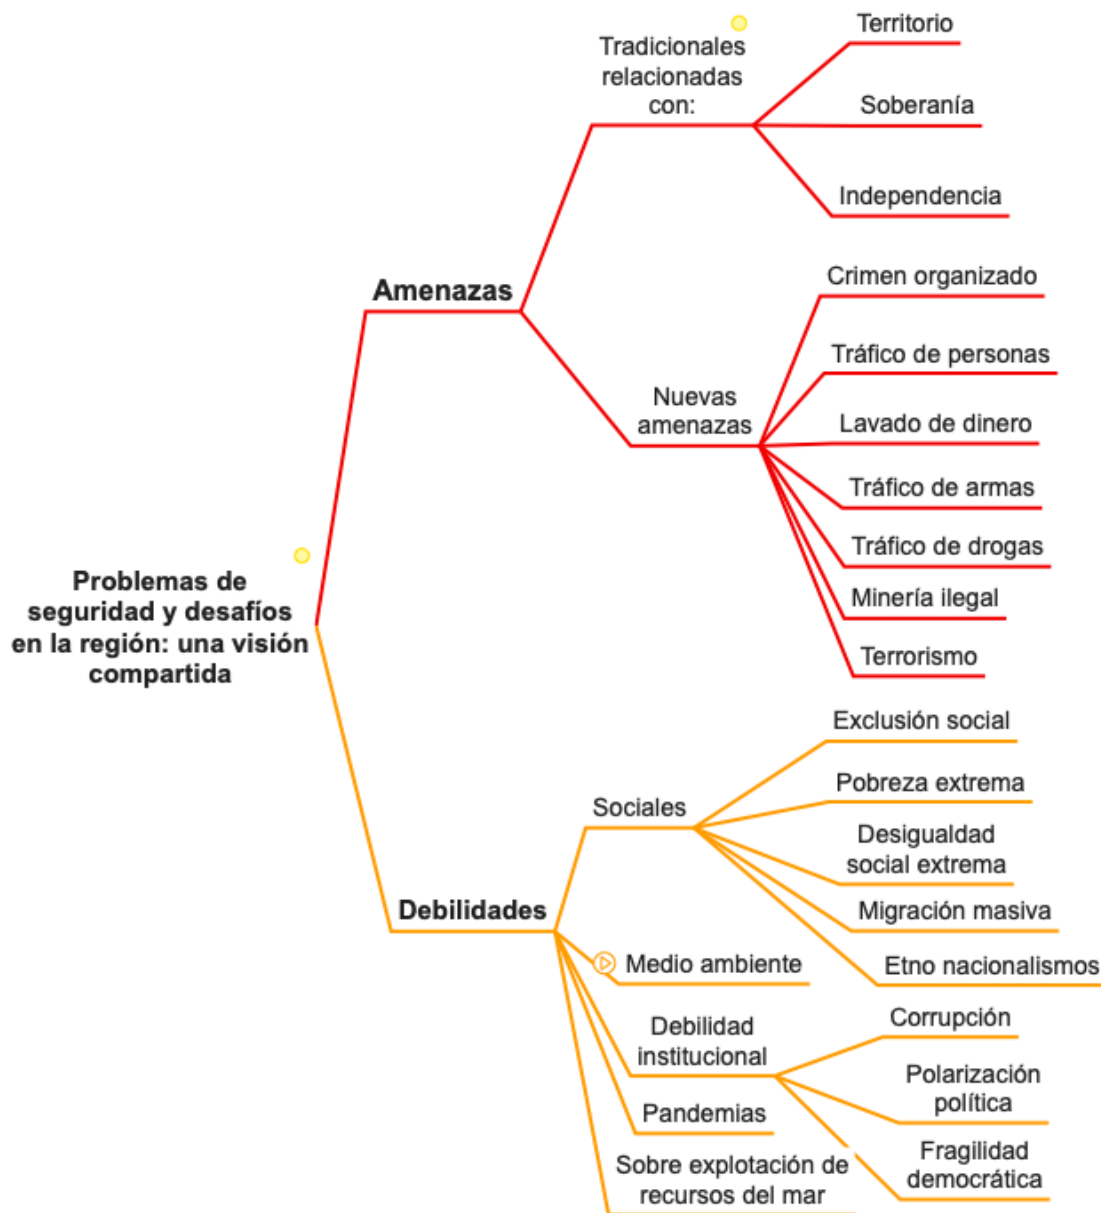 Problemas de
seguridad y desafíos
en la región: una visión
compartida
Amenazas
Tradicionales
relacionadas
con:
Territorio
Soberanía
Independencia
Nuevas
amenazas
Crimen organizado
Tráfico de personas
Lavado de dinero
Tráfico de armas
Tráfico de drogas
Minería ilegal
Terrorismo
Debilidades
Sociales
Exclusión social
Pobreza extrema
Desigualdad
social extrema
Migración masiva
Etno nacionalismos
Medio ambiente
Debilidad
institucional
Corrupción
Polarización
política
Fragilidad
democrática
Pandemias
Sobre explotación de
recursos del mar